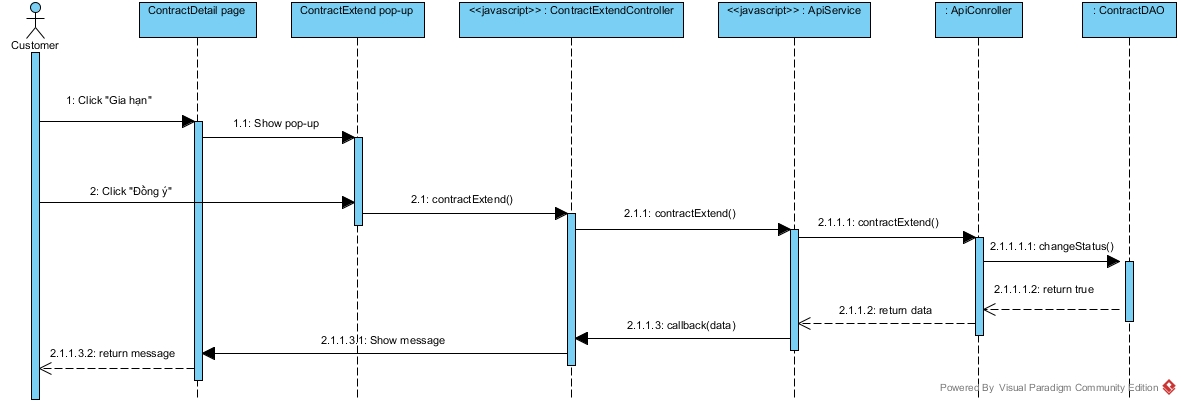 ContractDetail page
ContractExtend pop-up
<<javascript>> : ContractExtendController
<<javascript>> : ApiService
: ApiConroller
: ContractDAO
Customer
1: Click "Gia hạn"
1.1: Show pop-up
2: Click "Đồng ý"
2.1: contractExtend()
2.1.1: contractExtend()
2.1.1.1: contractExtend()
2.1.1.1.1: changeStatus()
2.1.1.1.2: return true
2.1.1.2: return data
2.1.1.3: callback(data)
2.1.1.3.1: Show message
2.1.1.3.2: return message
Powered By Visual Paradigm Community Edition